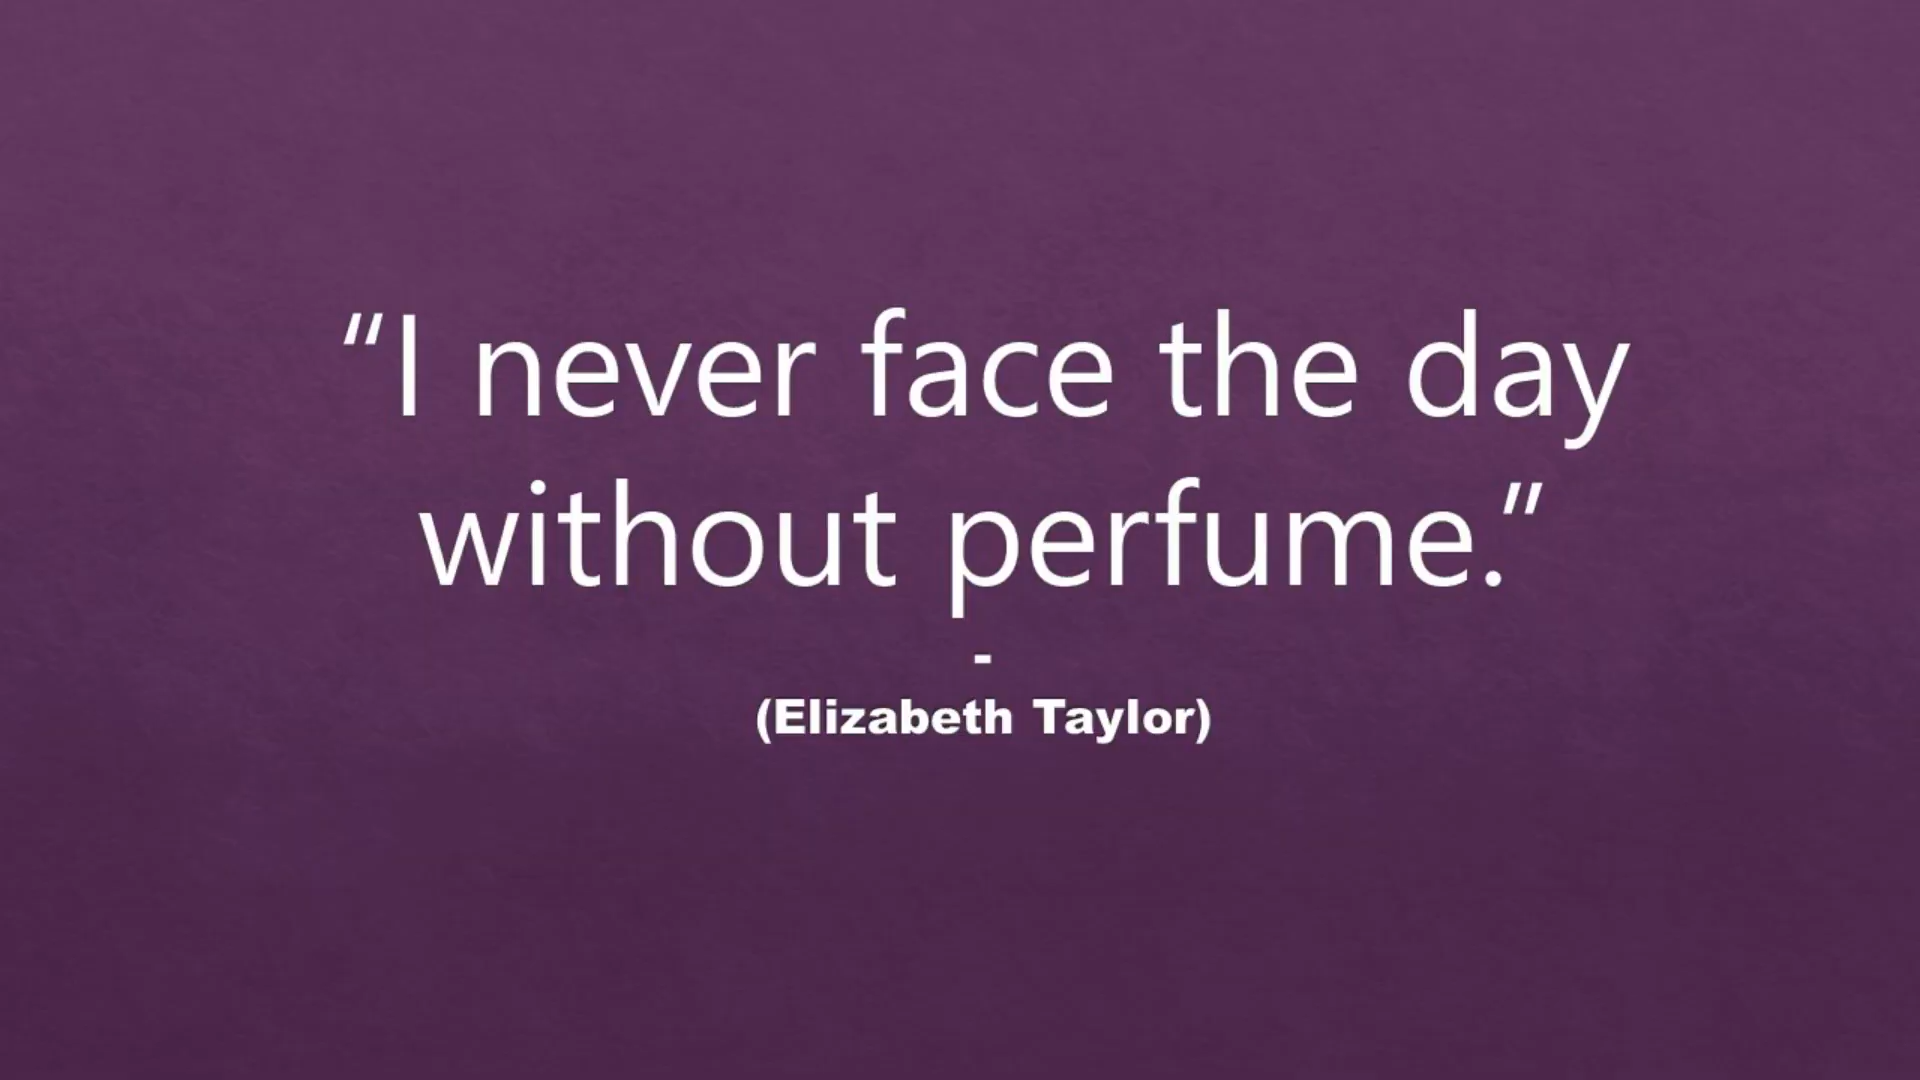 “I never face the day
without perfume.”
-
(Elizabeth Taylor)